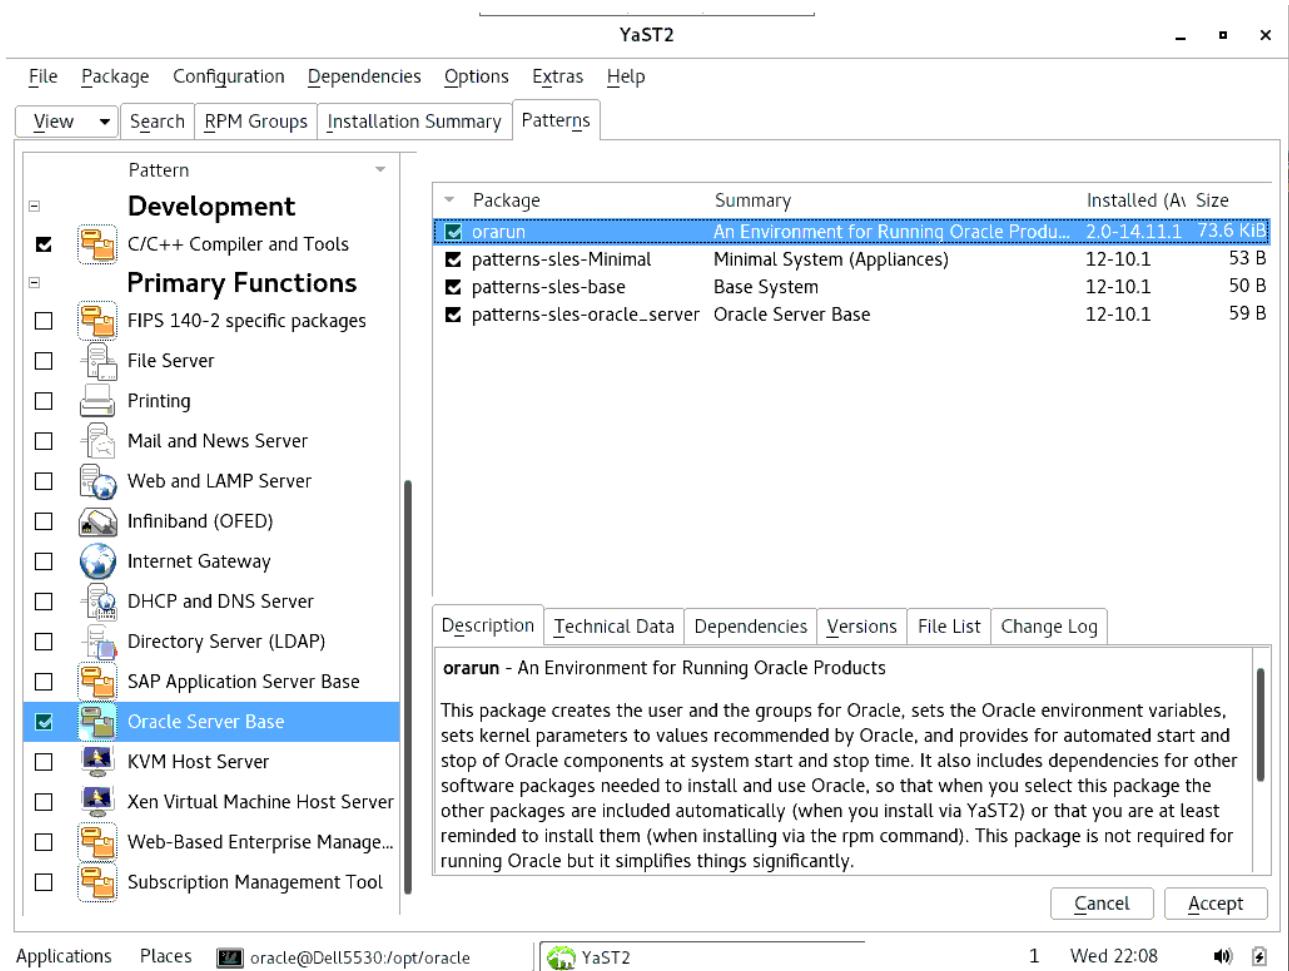 YaST2
File Package Configuration Dependencies Options Extras Help
View Search RPM Groups Installation Summary Patterns
Pattern
Development
C/C++ Compiler and Tools
Primary Functions
FIPS 140-2 specific packages
File Server
Printing
Mail and News Server
Web and LAMP Server
Infiniband (OFED)
Internet Gateway
DHCP and DNS Server
Directory Server (LDAP)
SAP Application Server Base
Oracle Server Base
KVM Host Server
Xen Virtual Machine Host Server
Web-Based Enterprise Manage...
Subscription Management Tool
Package Summary Installed (Av Size
orarun An Environment for Running Oracle Produ... 2.0-14.11.1 73.6 KiB
patterns-sles-Minimal Minimal System (Appliances) 12-10.1 53 B
patterns-sles-base Base System 12-10.1 50 B
patterns-sles-oracle_server Oracle Server Base 12-10.1 59 B
Description Technical Data Dependencies Versions File List Change Log
orarun - An Environment for Running Oracle Products
This package creates the user and the groups for Oracle, sets the Oracle environment variables,
sets kernel parameters to values recommended by Oracle, and provides for automated start and
stop of Oracle components at system start and stop time. It also includes dependencies for other
software packages needed to install and use Oracle, so that when you select this package the
other packages are included automatically (when you install via YaST2) or that you are at least
reminded to install them (when installing via the rpm command). This package is not required for
running Oracle but it simplifies things significantly.
Cancel Accept
Applications Places oracle@Dell5530:/opt/oracle YaST2 1 Wed 22:08